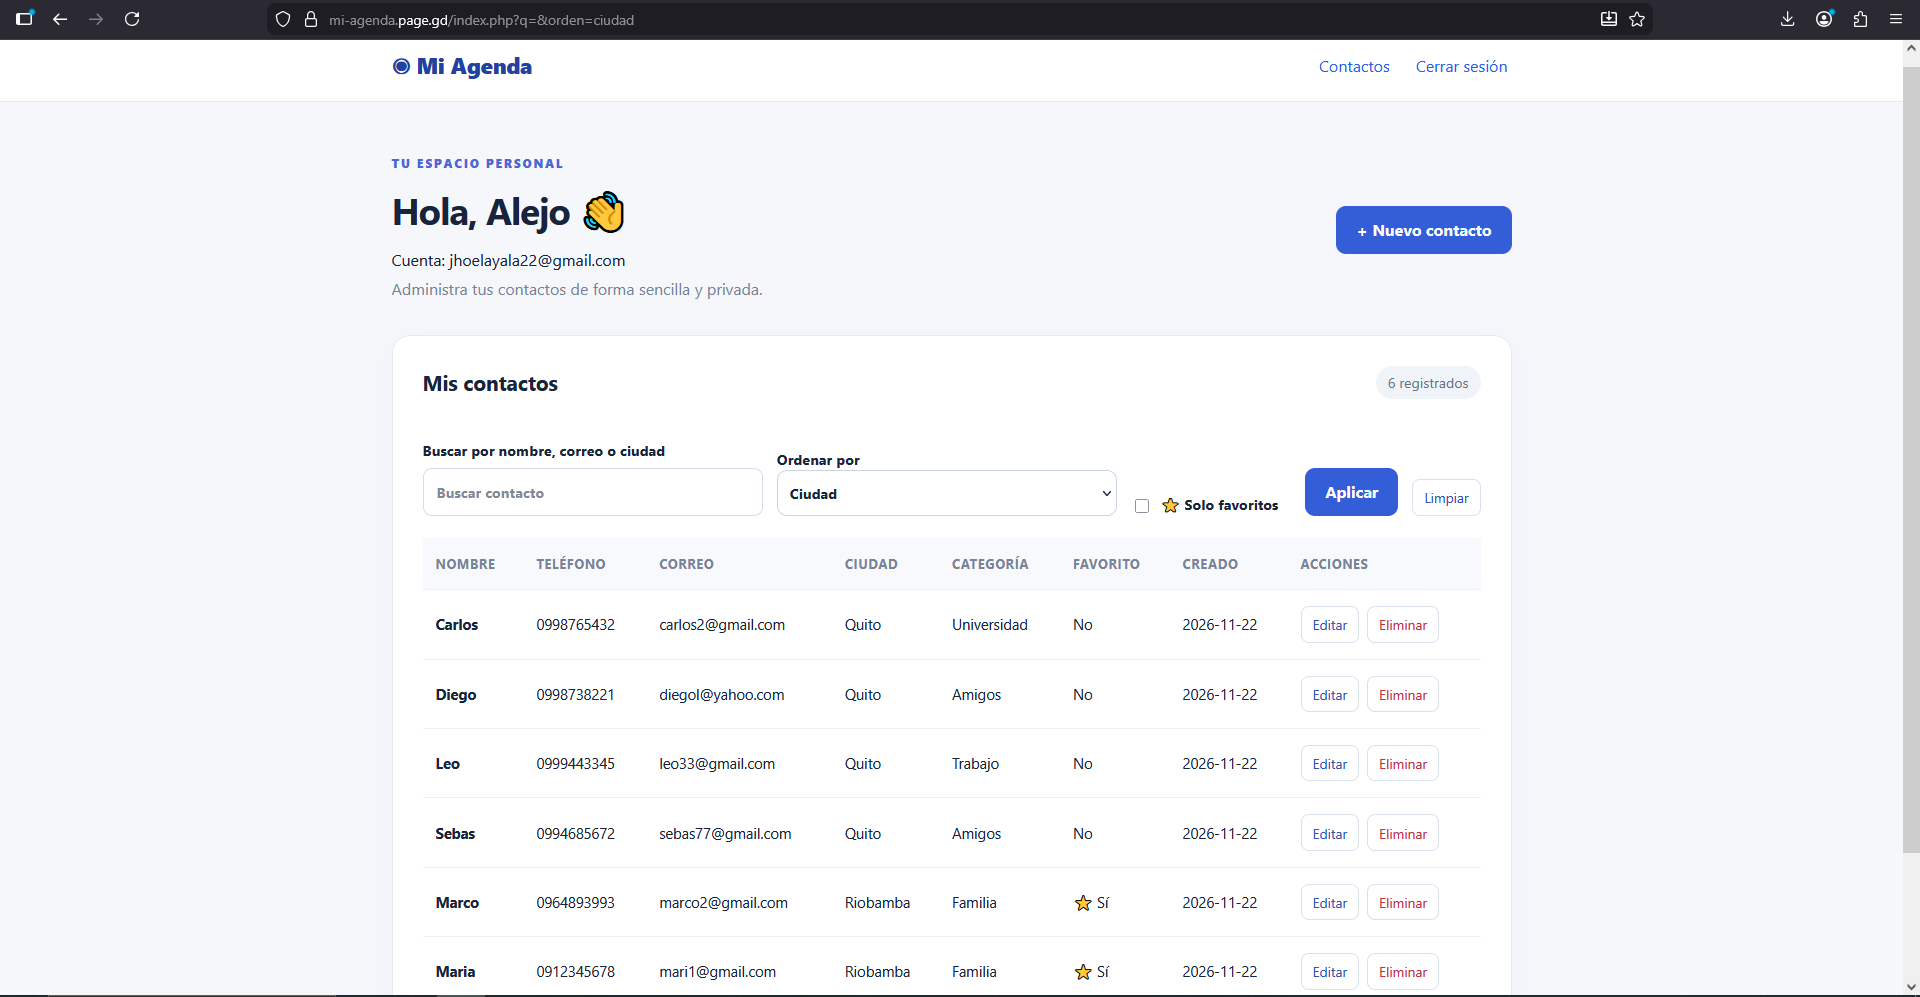 mi-agenda.page.gd/index.php?q=&orden=ciudad
Mi Agenda
Contactos
Cerrar sesión
TU ESPACIO PERSONAL
Hola, Alejo 👋
Cuenta: jhoelayala22@gmail.com
Administra tus contactos de forma sencilla y privada.
+ Nuevo contacto
Mis contactos
6 registrados
Buscar por nombre, correo o ciudad
Buscar contacto
Ordenar por
Ciudad
⭐ Solo favoritos
Aplicar
Limpiar
NOMBRE TELÉFONO CORREO CIUDAD CATEGORÍA FAVORITO CREADO ACCIONES
Carlos 0998765432 carlos2@gmail.com Quito Universidad No 2026-11-22 Editar Eliminar
Diego 0998738221 diegol@yahoo.com Quito Amigos No 2026-11-22 Editar Eliminar
Leo 0999443345 leo33@gmail.com Quito Trabajo No 2026-11-22 Editar Eliminar
Sebas 0994685672 sebas77@gmail.com Quito Amigos No 2026-11-22 Editar Eliminar
Marco 0964893993 marco2@gmail.com Riobamba Familia ⭐ Sí 2026-11-22 Editar Eliminar
Maria 0912345678 mari1@gmail.com Riobamba Familia ⭐ Sí 2026-11-22 Editar Eliminar